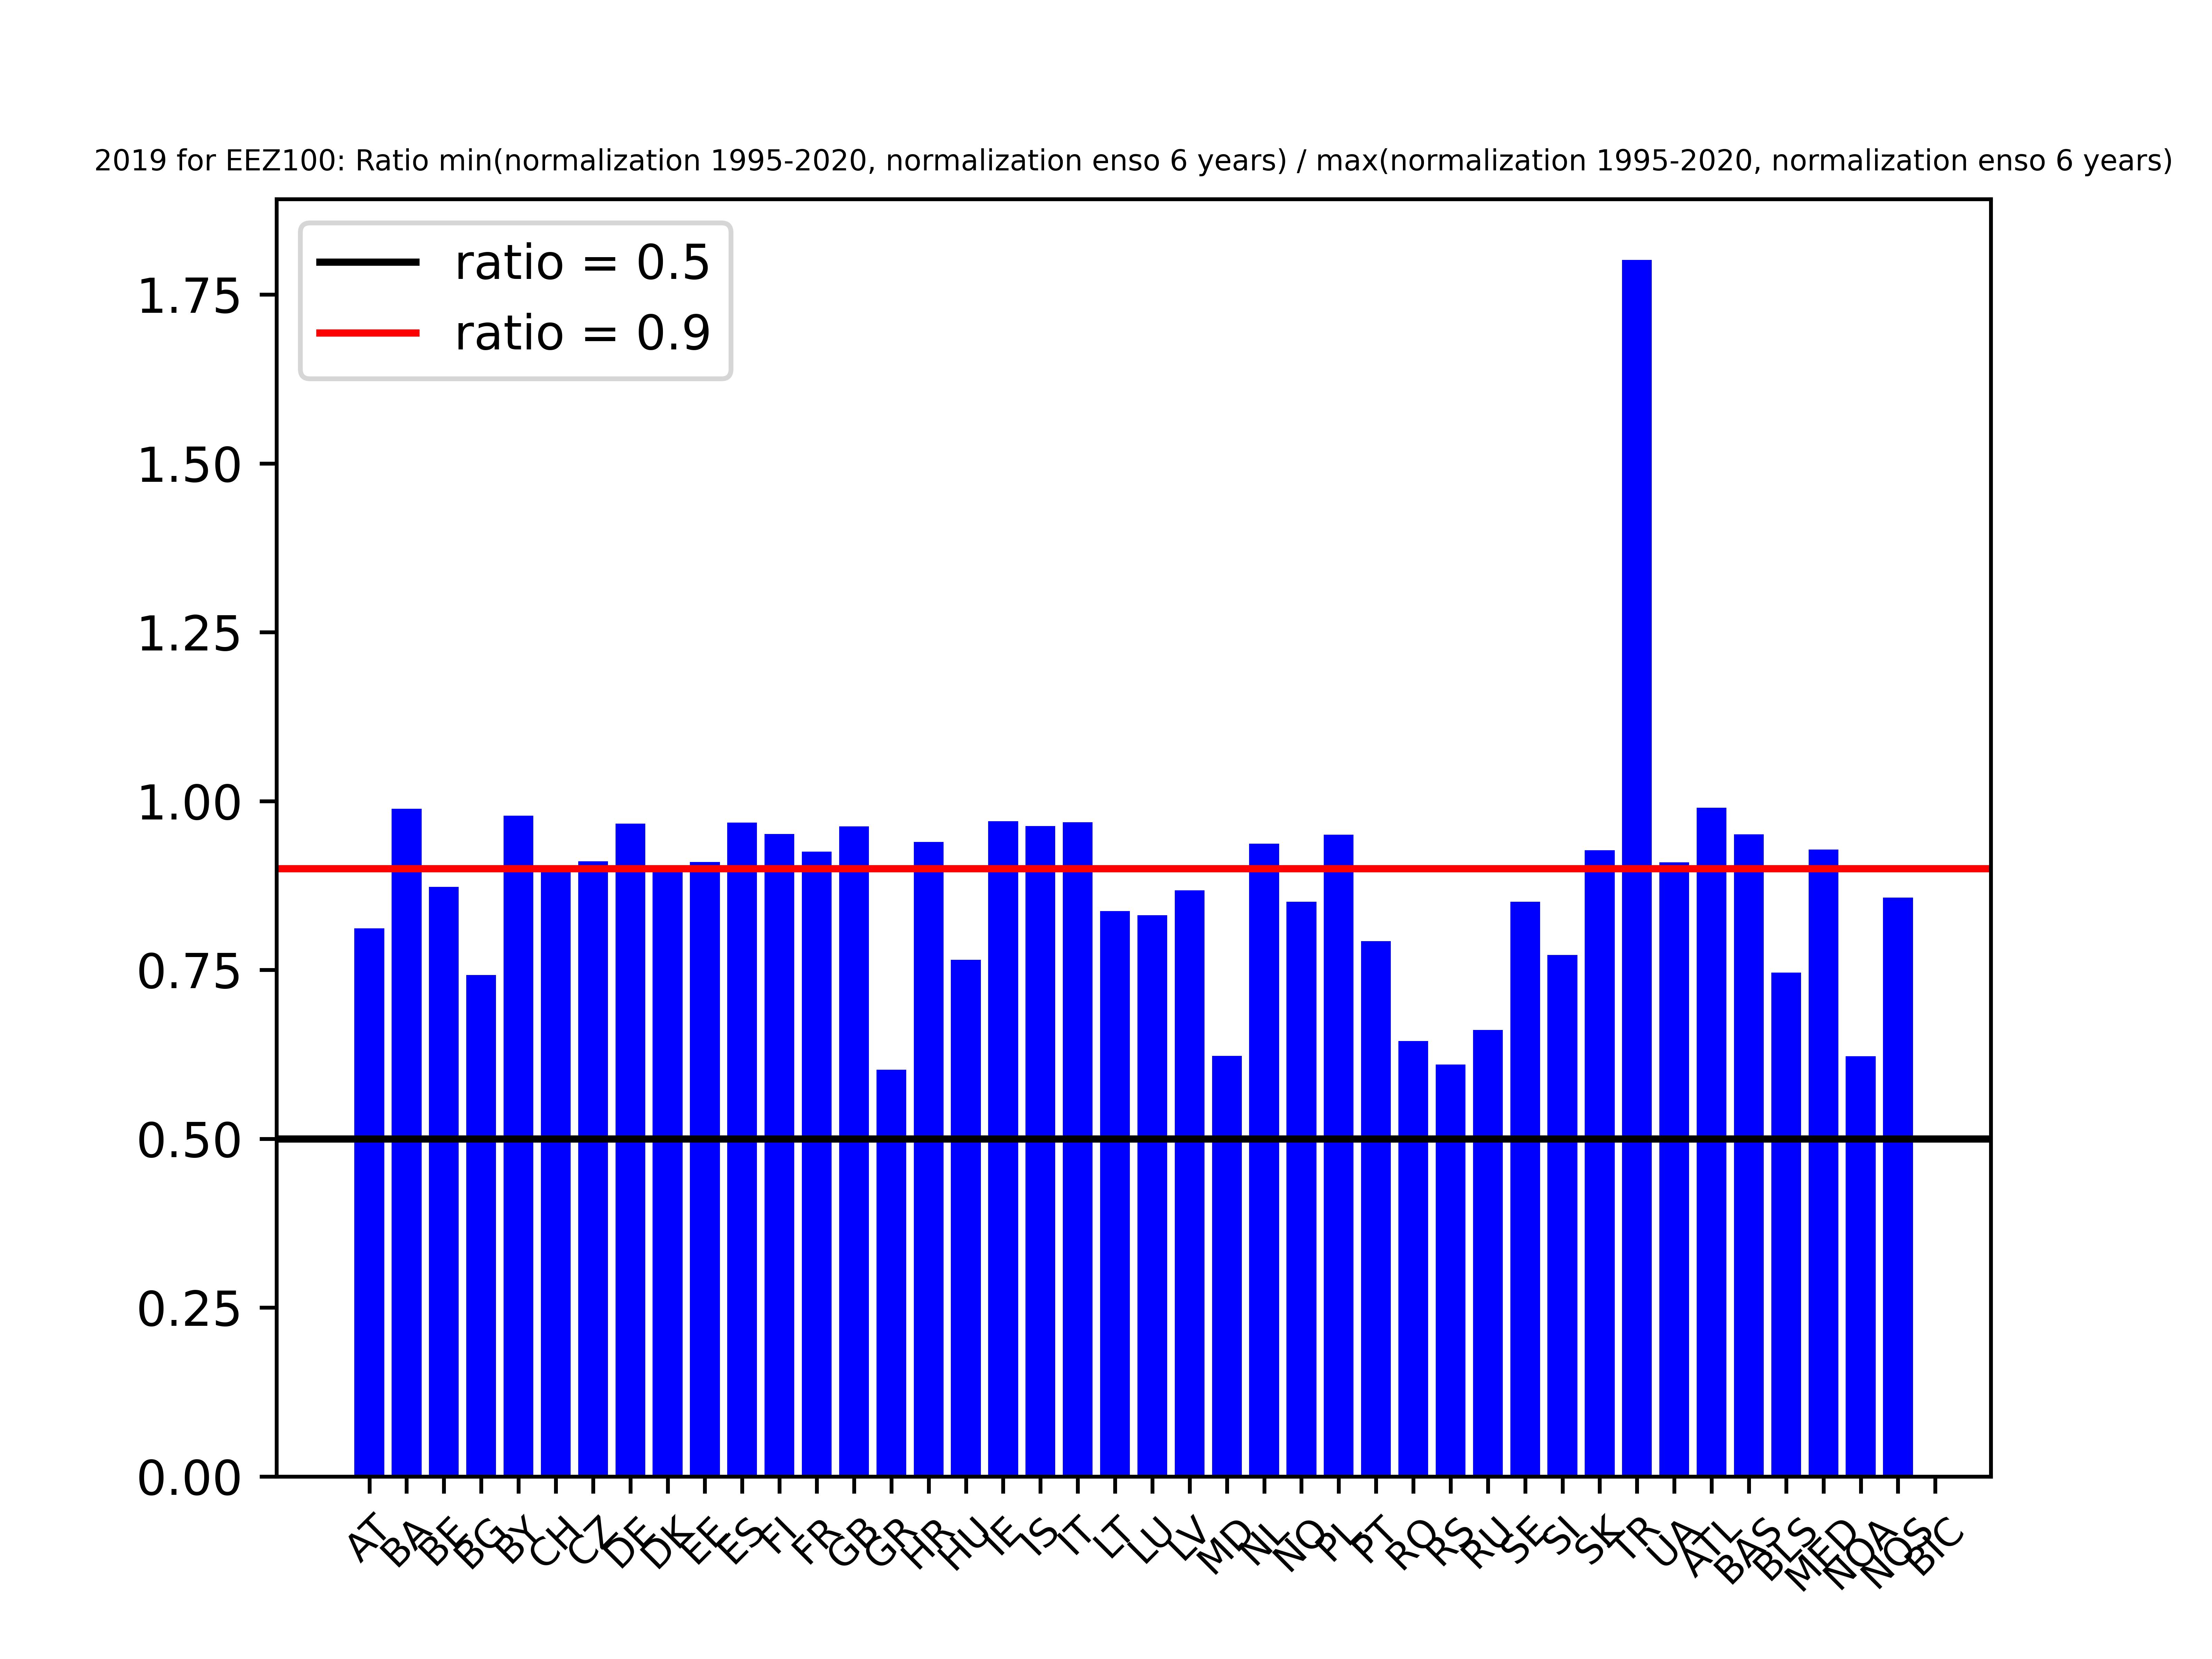 2019 for EEZ100: Ratio min(normalization 1995-2020, normalization enso 6 years) / max(normalization 1995-2020, normalization enso 6 years)
ratio = 0.5
ratio = 0.9
1.75
1.50
1.25
1.00
0.75
0.50
0.25
0.00
AT BA BE BG BY CH CZ DE DK EE ES FI FR GB GR HR HU IE IS IT LT LU LV MD NL NO PL PT RO RS RU SE SI SK TR UA ATL BAS BLS MED NOA NOS BIC